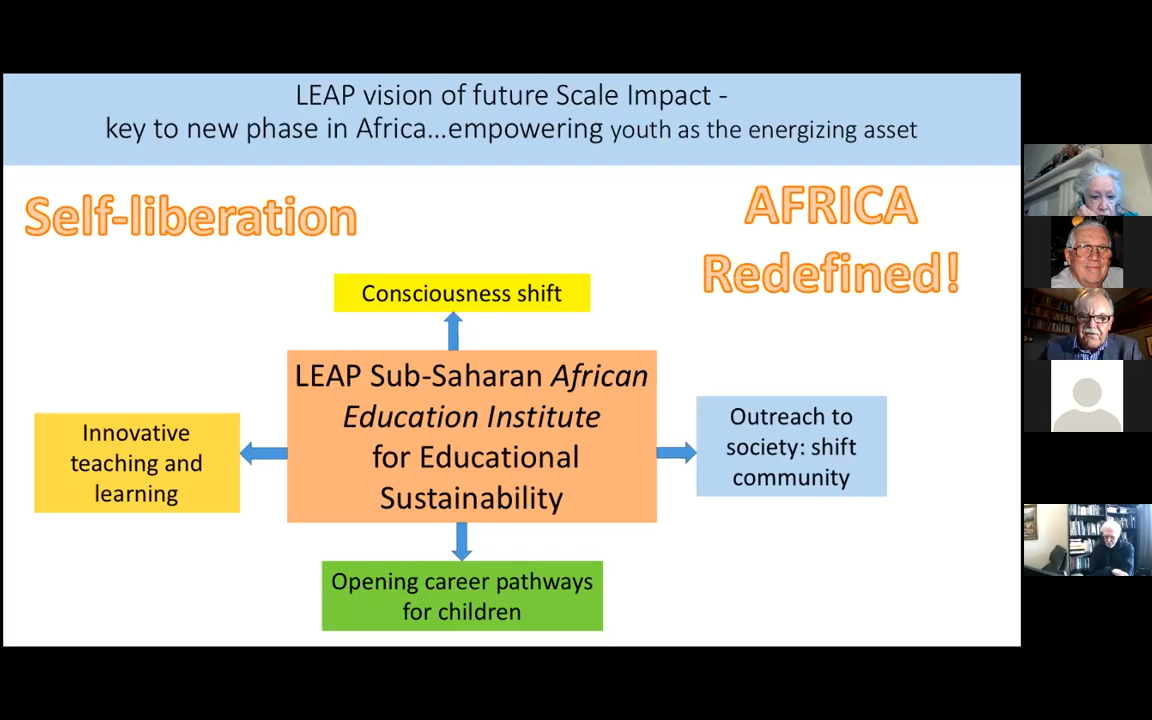 LEAP vision of future Scale Impact -
key to new phase in Africa...empowering youth as the energizing asset
Self-liberation
AFRICA
Redefined!
Consciousness shift
LEAP Sub-Saharan African
Education Institute
for Educational
Sustainability
Innovative
teaching and
learning
Outreach to
society: shift
community
Opening career pathways
for children